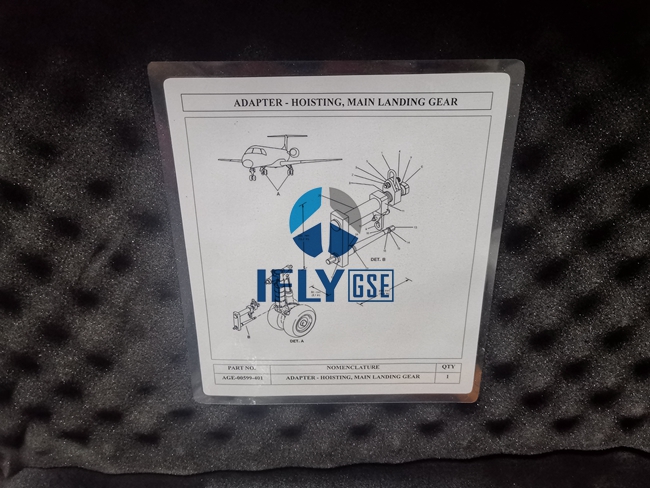 ADAPTER - HOISTING, MAIN LANDING GEAR
A
DET. B
IFLY GSE
B
DET. A
PART NO. NOMENCLATURE QTY
AGE-00599-401 ADAPTER - HOISTING, MAIN LANDING GEAR 1